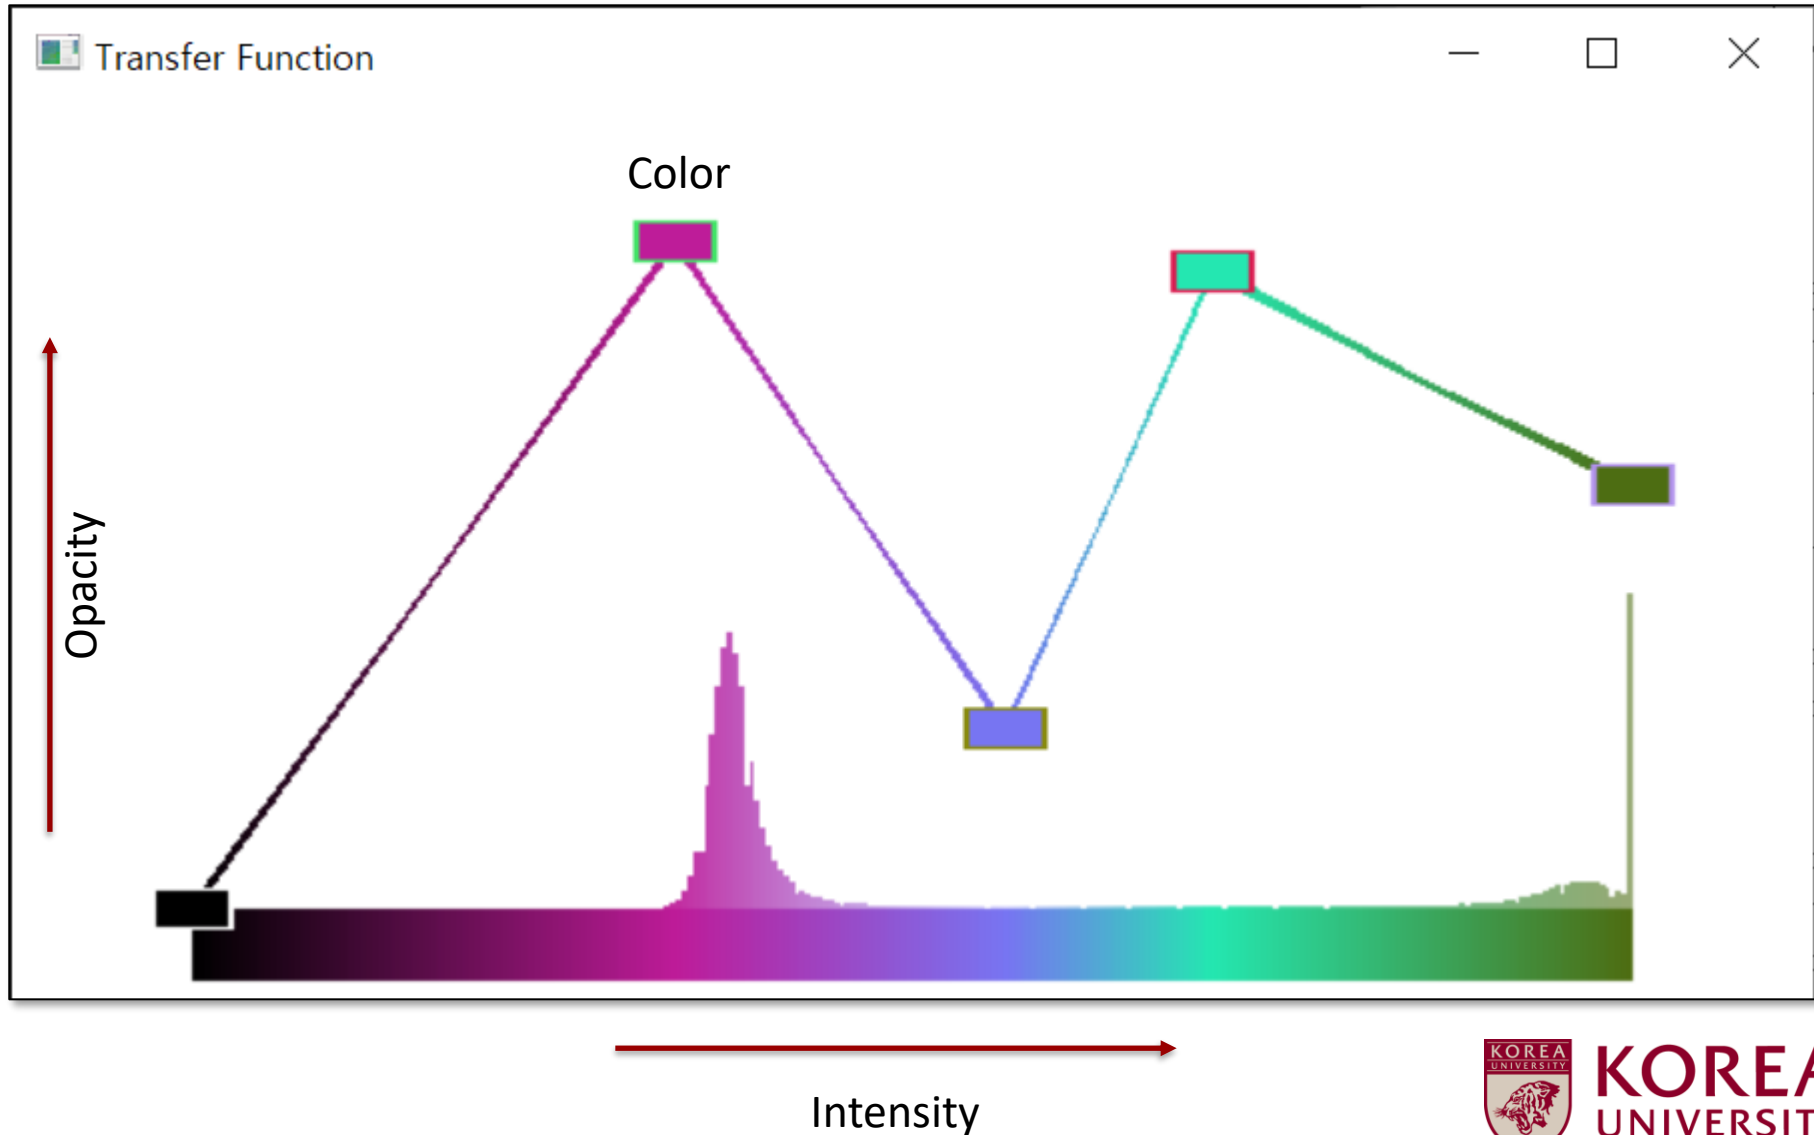 Transfer Function
Color
Opacity
Intensity
KOREA
UNIVERSITY
KOREA
UNIVERSIT